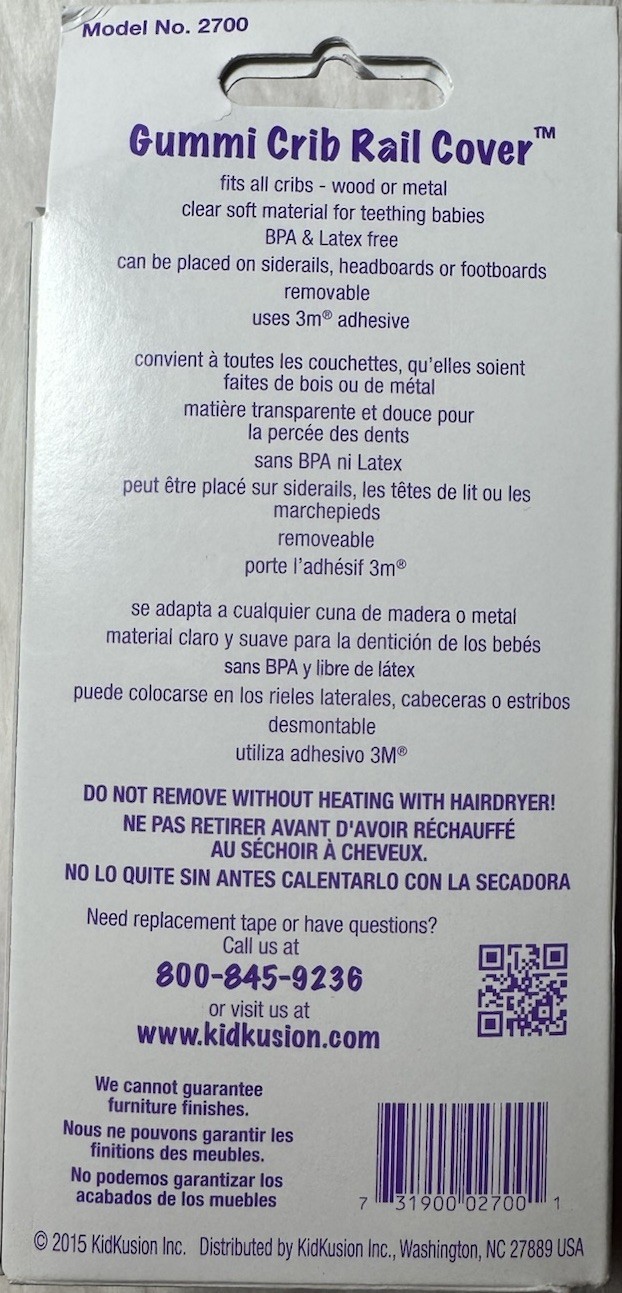 Model No. 2700
Gummi Crib Rail Cover™
fits all cribs - wood or metal
clear soft material for teething babies
BPA & Latex free
can be placed on siderails, headboards or footboards
removable
uses 3m® adhesive
convient à toutes les couchettes, qu'elles soient
faites de bois ou de métal
matière transparente et douce pour
la percée des dents
sans BPA ni Latex
peut être placé sur siderails, les têtes de lit ou les
marchepieds
removeable
porte l'adhésif 3m®
se adapta a cualquier cuna de madera o metal
material claro y suave para la dentición de los bebés
sans BPA y libre de látex
puede colocarse en los rieles laterales, cabeceras o estribos
desmontable
utiliza adhesivo 3M®
DO NOT REMOVE WITHOUT HEATING WITH HAIRDRYER!
NE PAS RETIRER AVANT D'AVOIR RÉCHAUFFÉ
AU SÉCHOIR À CHEVEUX.
NO LO QUITE SIN ANTES CALENTARLO CON LA SECADORA
Need replacement tape or have questions?
Call us at
800-845-9236
or visit us at
www.kidkusion.com
We cannot guarantee
furniture finishes.
Nous ne pouvons garantir les
finitions des meubles.
No podemos garantizar los
acabados de los muebles
7 31900 02700 1
© 2015 KidKusion Inc. Distributed by KidKusion Inc., Washington, NC 27889 USA